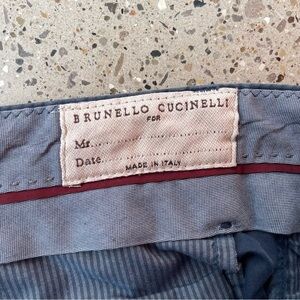 BRUNELLO CUCINELLI
FOR
Mr.....................
Date.....................
MADE IN ITALY